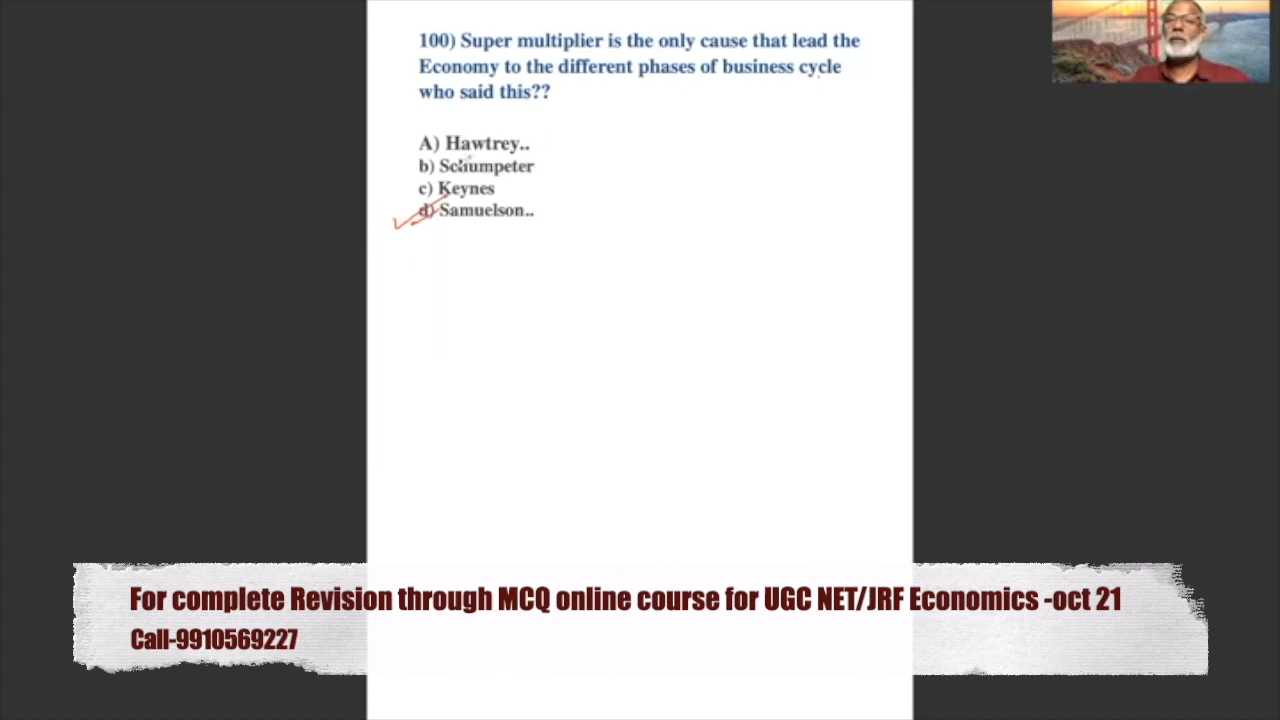 100) Super multiplier is the only cause that lead the
Economy to the different phases of business cycle
who said this??
A) Hawtrey..
b) Schumpeter
c) Keynes
d) Samuelson..
For complete Revision through MCQ online course for UGC NET/JRF Economics -oct 21
Call-9910569227